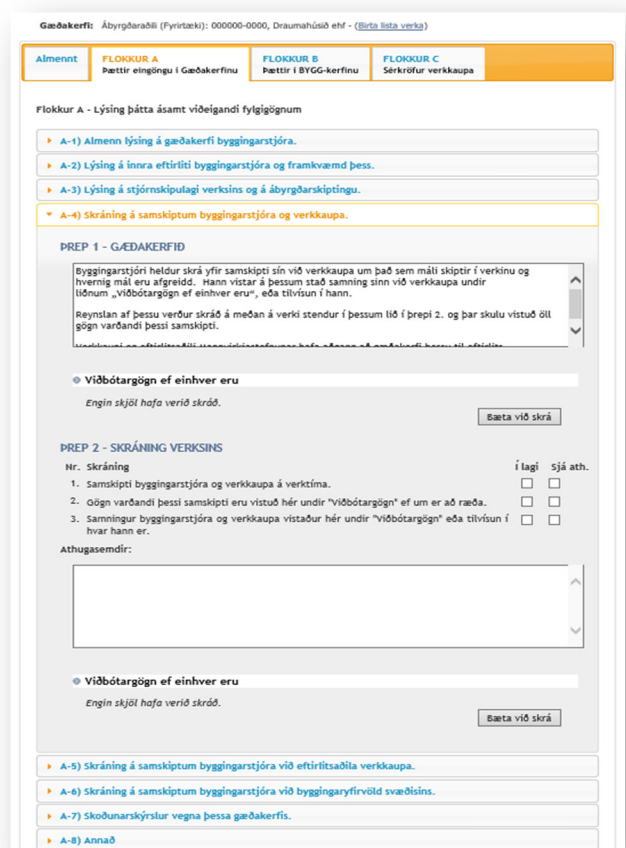 Gæðakerfi: Ábyrgðaraðili (Fyrirtæki): 000000-0000, Draumahúsið ehf - (Birta lista verka)
Almennt
FLOKKUR A
Þættir eingöngu í Gæðakerfinu
FLOKKUR B
Þættir í BYGG-kerfinu
FLOKKUR C
Sérkröfur verkkaupa
Flokkur A - Lýsing þátta ásamt viðeigandi fylgigögnum
A-1) Almenn lýsing á gæðakerfi byggingarstjóra.
A-2) Lýsing á innra eftirliti byggingarstjóra og framkvæmd þess.
A-3) Lýsing á stjórnskipulagi verksins og á ábyrgðarskiptingu.
A-4) Skráning á samskiptum byggingarstjóra og verkkaupa.
ÞREP 1 - GÆÐAKERFIÐ
Byggingarstjóri heldur skrá yfir samskipti sín við verkkaupa um það sem máli skiptir í verkinu og
hvernig mál eru afgreidd. Hann vistar á þessum stað samning sinn við verkkaupa undir
liðnum „Viðbótargögn ef einhver eru“, eða tilvísun í hann.
Reynslan af þessu verður skráð á meðan á verki stendur í þessum lið í þrepi 2. og þar skulu vistuð öll
gögn varðandi þessi samskipti.
Viðbótargögn ef einhver eru
Engin skjöl hafa verið skráð.
Bæta við skrá
ÞREP 2 - SKRÁNING VERKSINS
Nr. Skráning Í lagi Sjá ath.
1. Samskipti byggingarstjóra og verkkaupa á verktíma.
2. Gögn varðandi þessi samskipti eru vistuð hér undir "Viðbótargögn" ef um er að ræða.
3. Samningur byggingarstjóra og verkkaupa vistaður hér undir "Viðbótargögn" eða tilvísun í
hvar hann er.
Athugasemdir:
Viðbótargögn ef einhver eru
Engin skjöl hafa verið skráð.
Bæta við skrá
A-5) Skráning á samskiptum byggingarstjóra við eftirlitsaðila verkkaupa.
A-6) Skráning á samskiptum byggingarstjóra við byggingaryfirvöld svæðisins.
A-7) Skoðunarskýrslur vegna þessa gæðakerfis.
A-8) Annað